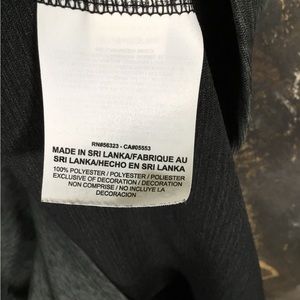 RN#56323 - CA#05553
MADE IN SRI LANKA/FABRIQUE AU
SRI LANKA/HECHO EN SRI LANKA
100% POLYESTER / POLYESTER / POLIESTER
EXCLUSIVE OF DECORATION / DECORATION
NON COMPRISE / NO INCLUYE LA
DECORACION